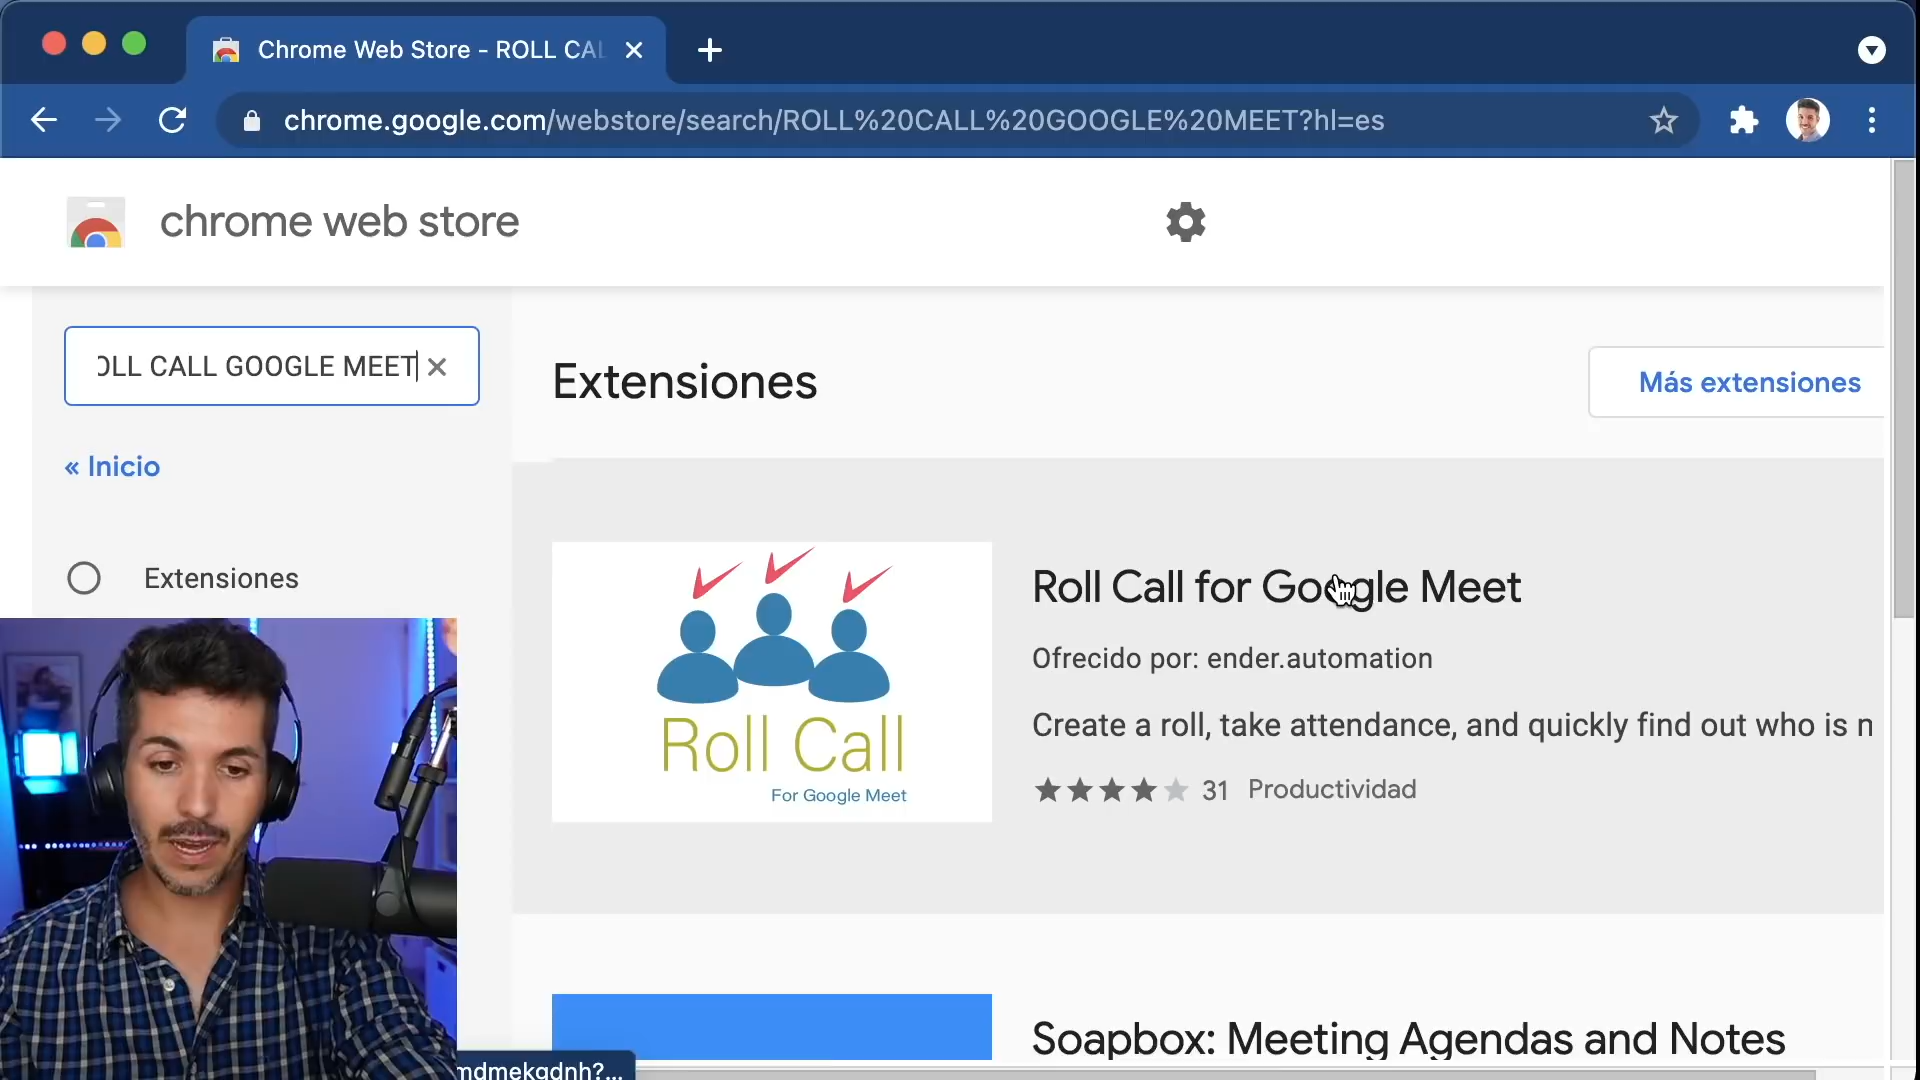 Chrome Web Store - ROLL CAL
chrome.google.com/webstore/search/ROLL%20CALL%20GOOGLE%20MEET?hl=es
chrome web store
OLL CALL GOOGLE MEET
Extensiones
Más extensiones
« Inicio
Extensiones
Roll Call
For Google Meet
Roll Call for Google Meet
Ofrecido por: ender.automation
Create a roll, take attendance, and quickly find out who is n
31 Productividad
Soapbox: Meeting Agendas and Notes
mdmekgdnh?...